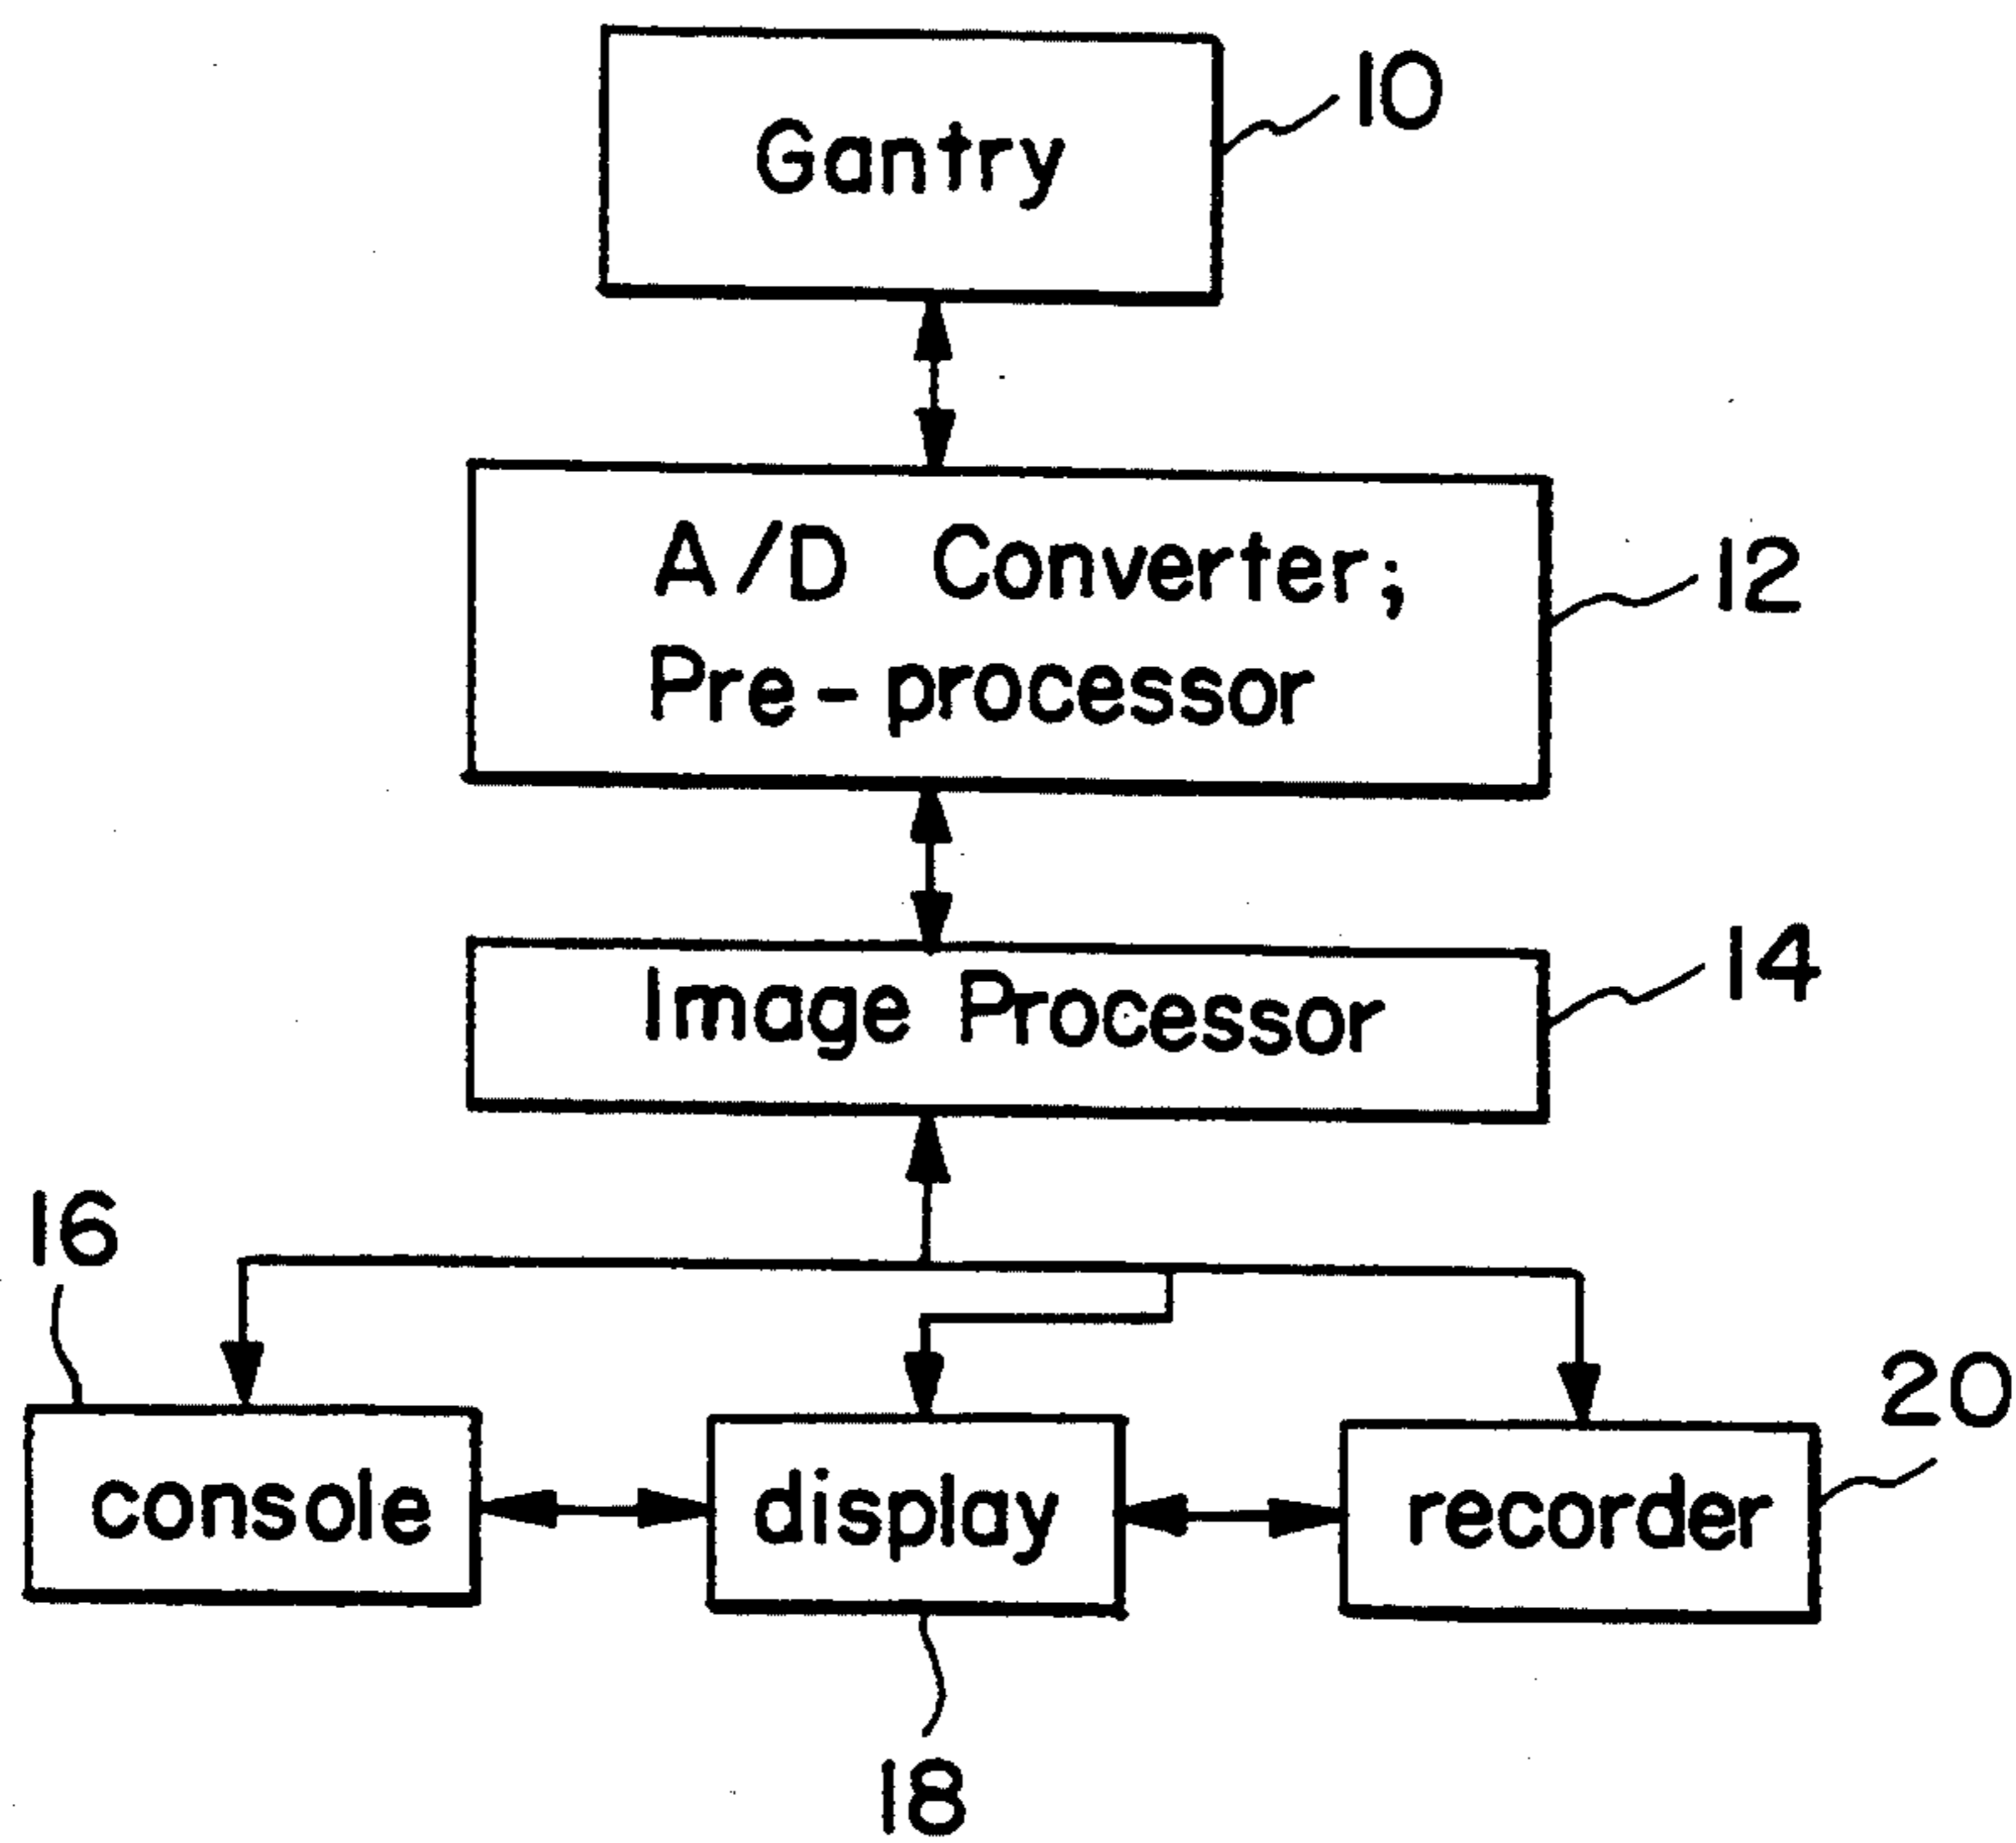 Gantry
10
A/D Converter;
Pre-processor
12
Image Processor
14
16
console
display
recorder
20
18